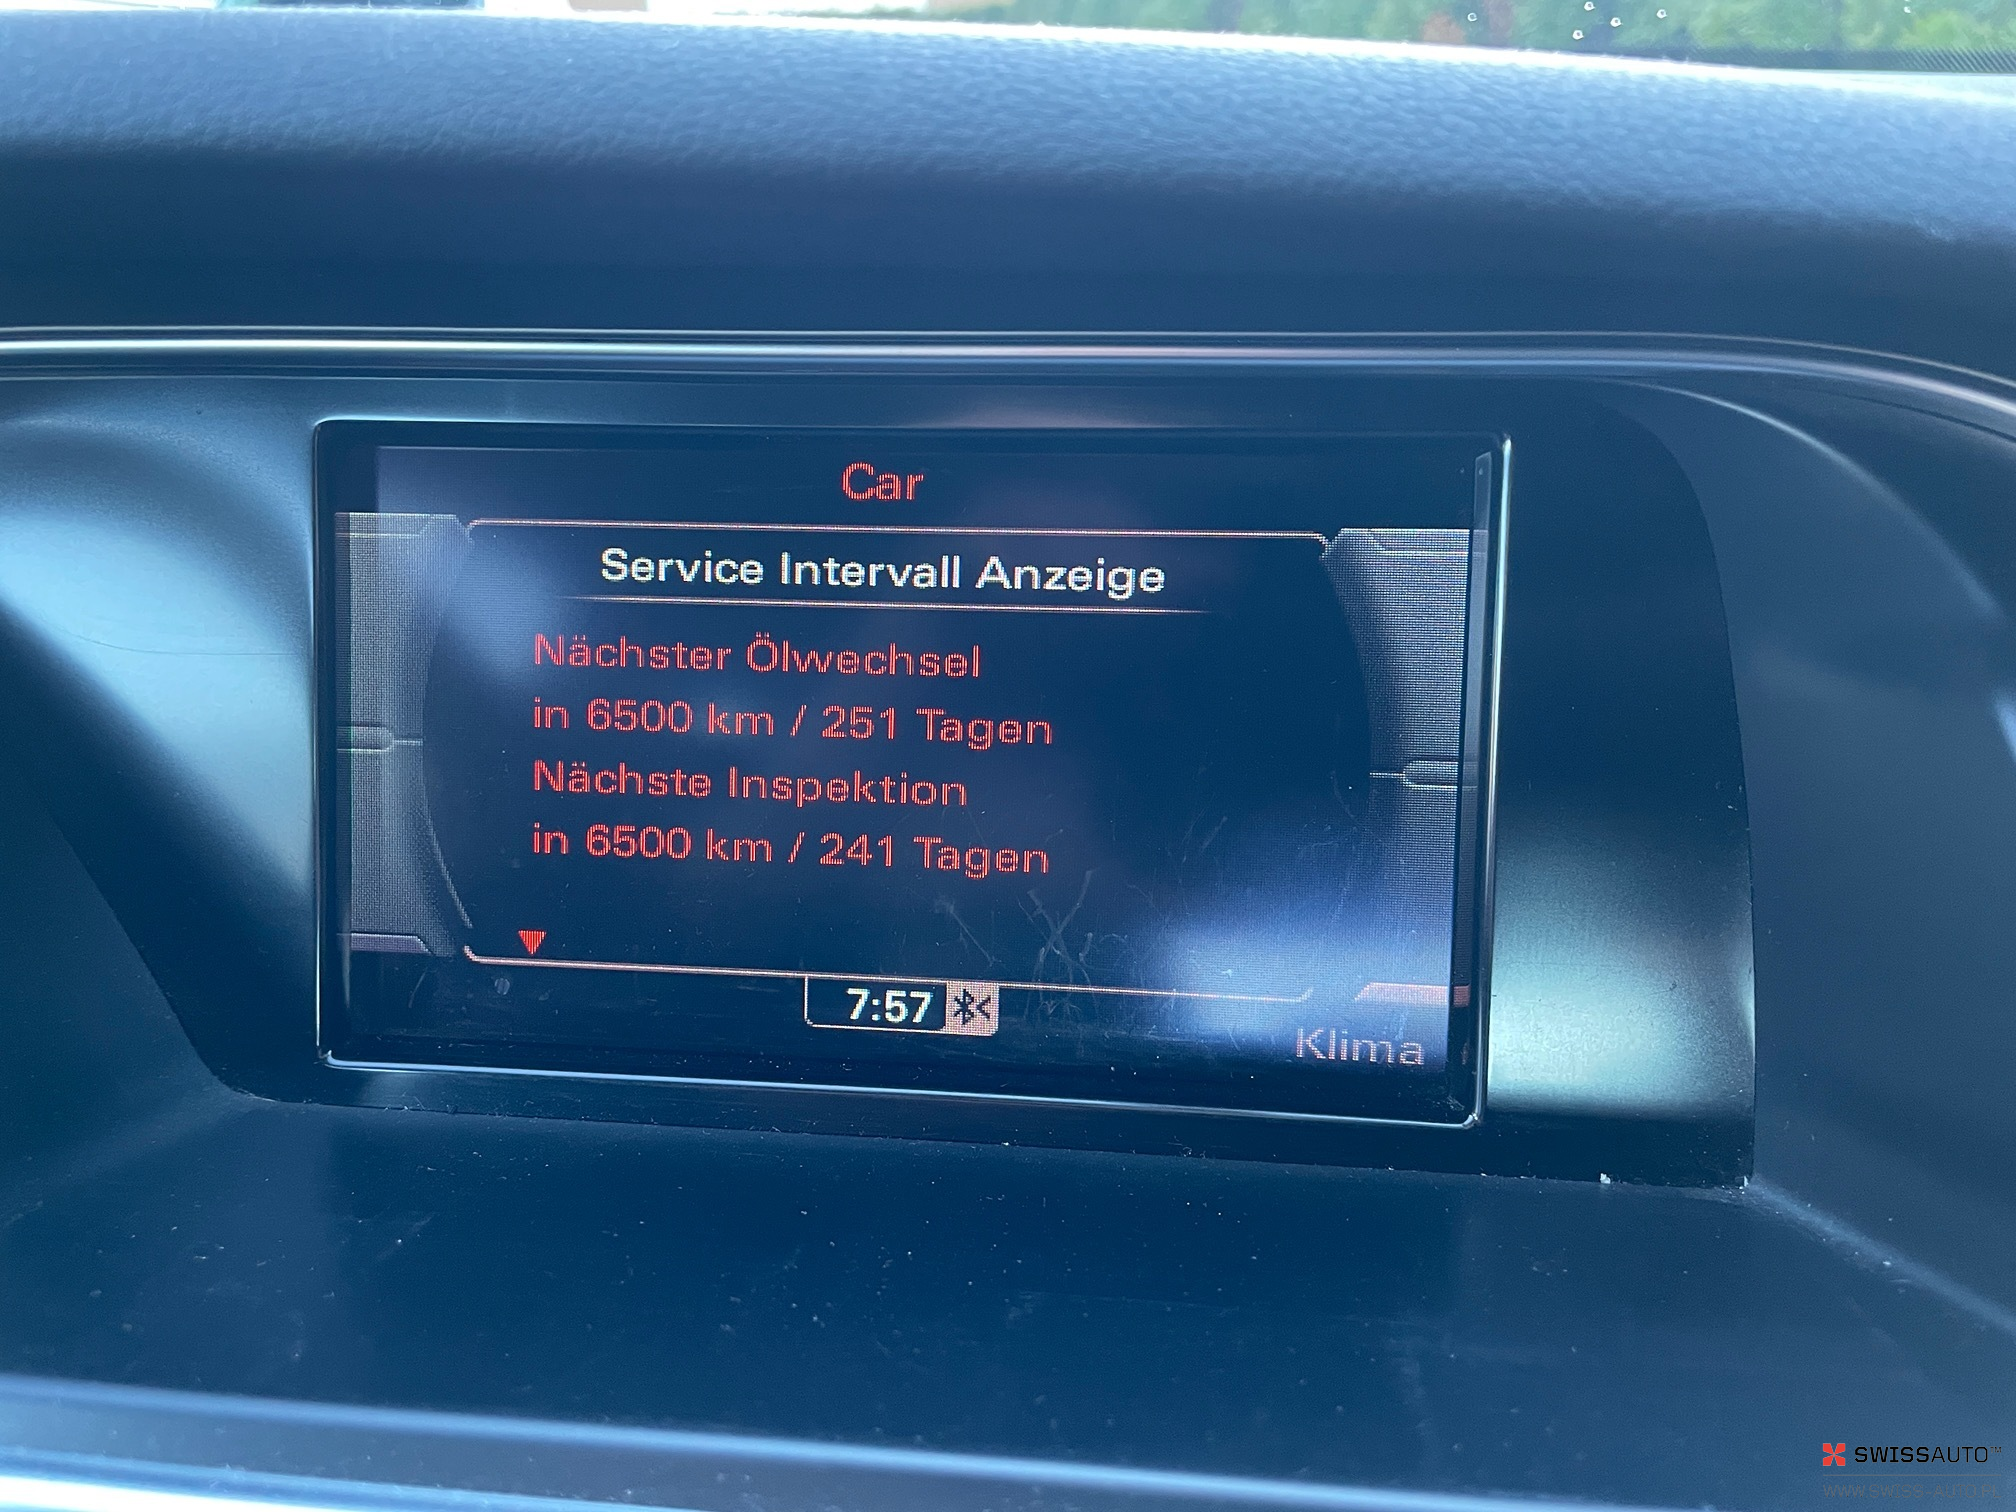 Car
Service Intervall Anzeige
Nächster Ölwechsel
in 6500 km / 251 Tagen
Nächste Inspektion
in 6500 km / 241 Tagen
7:57
Klima
SWISSAUTO™